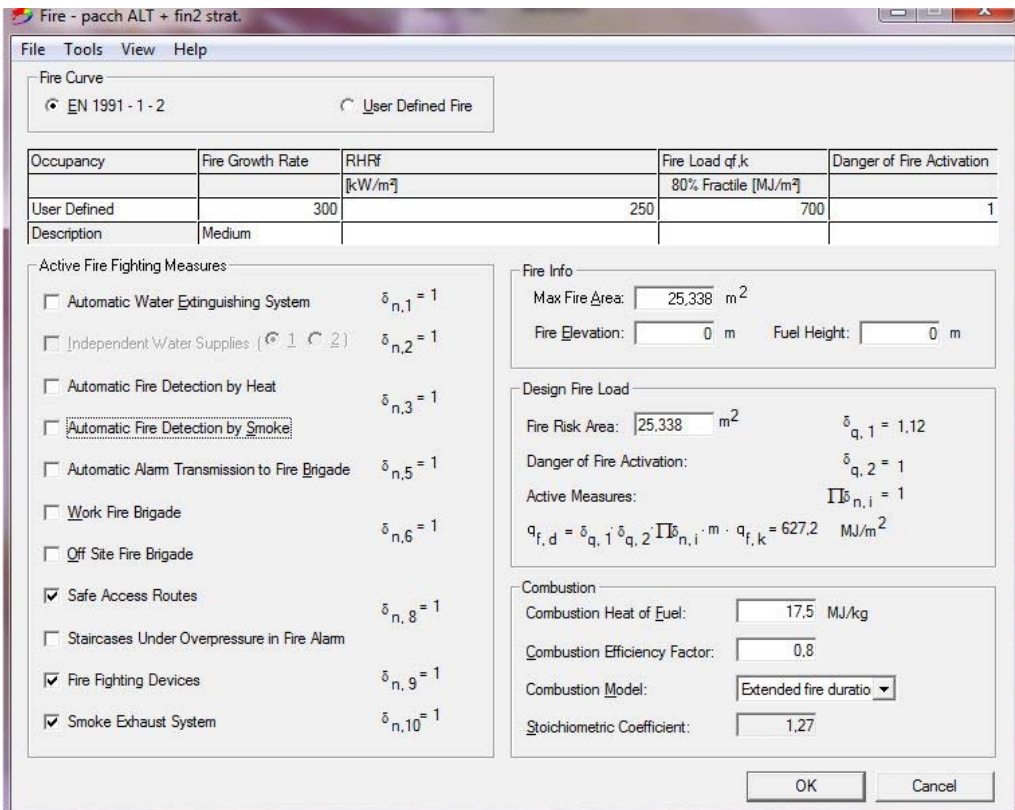 Fire - pacch ALT + fin2 strat.
File Tools View Help
Fire Curve
EN 1991 - 1 - 2 User Defined Fire
Occupancy Fire Growth Rate RHRf Fire Load qf,k Danger of Fire Activation
[kW/m²] 80% Fractile [MJ/m²]
User Defined 300 250 700 1
Description Medium
Active Fire Fighting Measures
Automatic Water Extinguishing System δn,1 = 1
Independent Water Supplies ( 1 2 ) δn,2 = 1
Automatic Fire Detection by Heat
δn,3 = 1
Automatic Fire Detection by Smoke
Automatic Alarm Transmission to Fire Brigade δn,5 = 1
Work Fire Brigade
δn,6 = 1
Off Site Fire Brigade
Safe Access Routes
δn, 8 = 1
Staircases Under Overpressure in Fire Alarm
Fire Fighting Devices δn, 9 = 1
Smoke Exhaust System δn,10 = 1
Fire Info
Max Fire Area: 25,338 m2
Fire Elevation: 0 m Fuel Height: 0 m
Design Fire Load
Fire Risk Area: 25,338 m2 δq, 1 = 1,12
Danger of Fire Activation: δq, 2 = 1
Active Measures: Πδn, i = 1
qf, d = δq, 1·δq, 2·Πδn, i · m · qf, k = 627,2 MJ/m2
Combustion
Combustion Heat of Fuel: 17,5 MJ/kg
Combustion Efficiency Factor: 0,8
Combustion Model: Extended fire duratio
Stoichiometric Coefficient: 1,27
OK Cancel